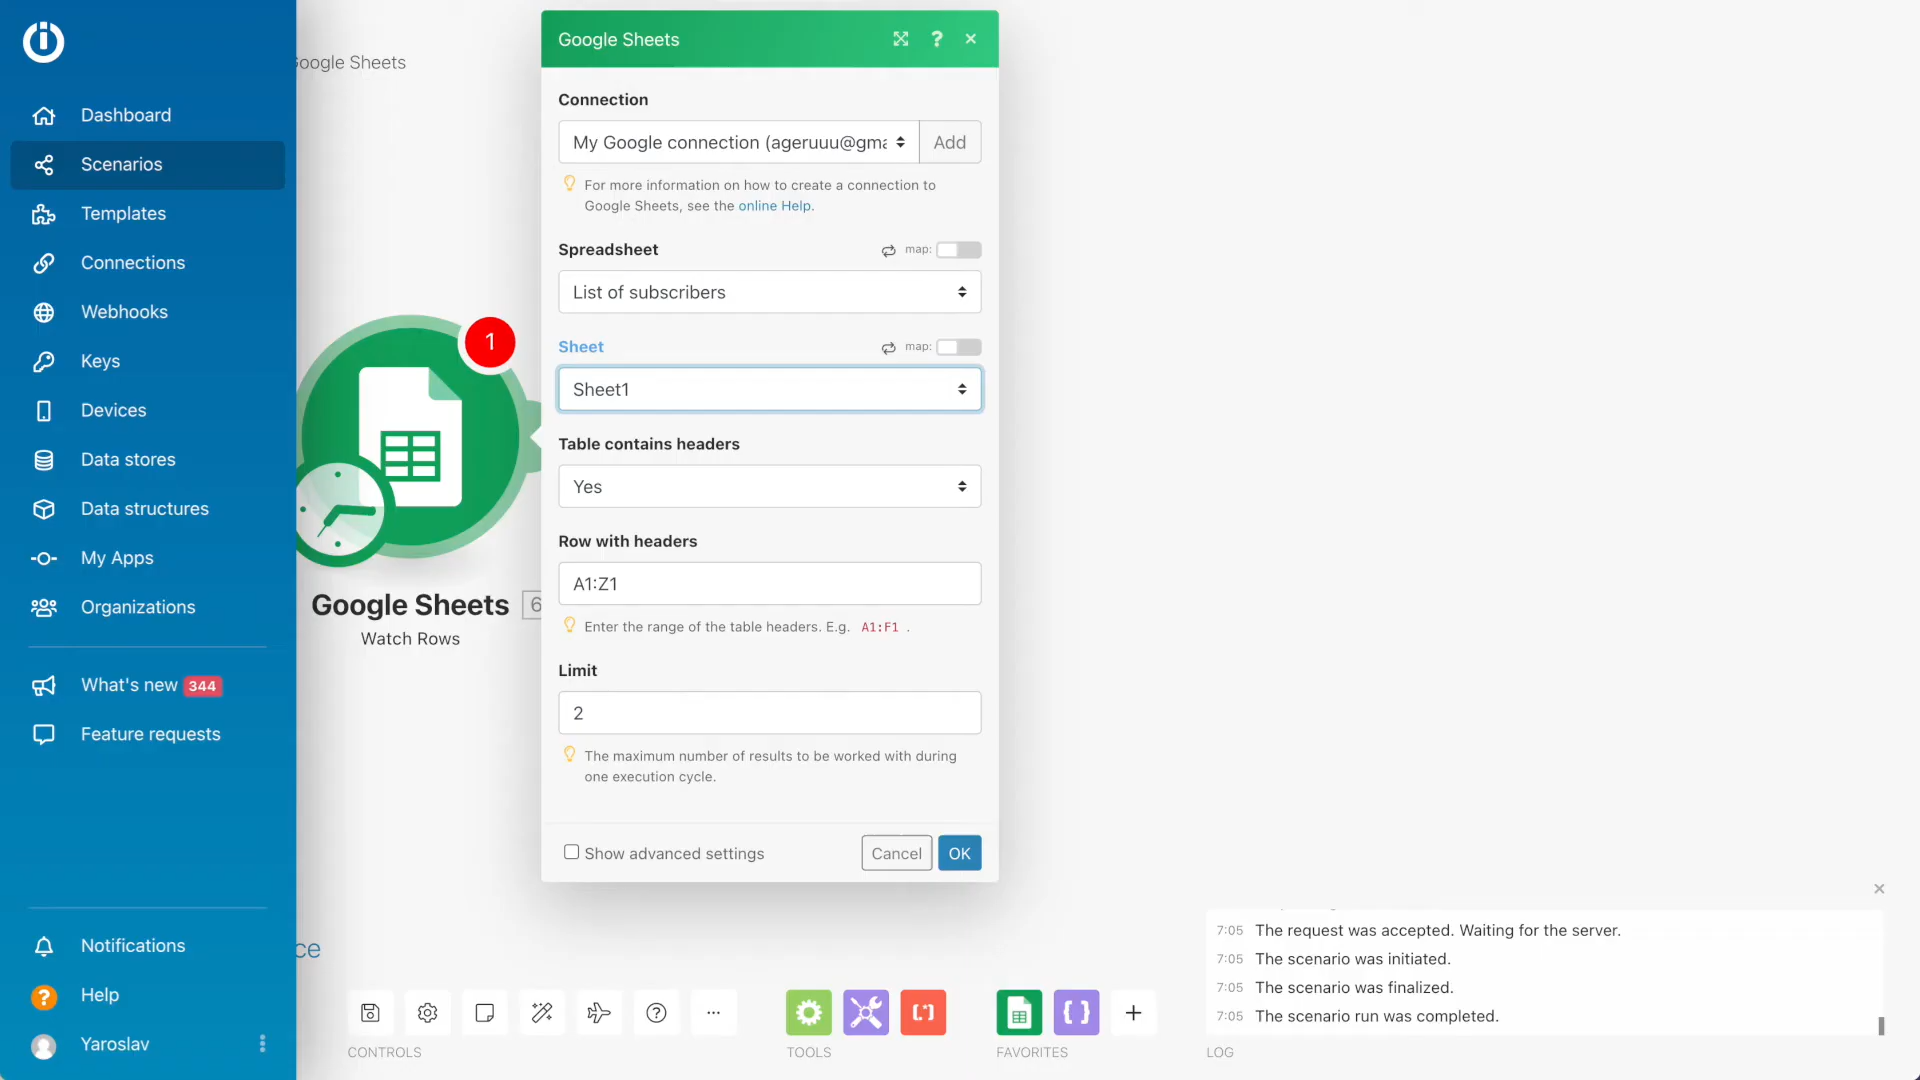 Dashboard
Scenarios
Templates
Connections
Webhooks
Keys
Devices
Data stores
Data structures
My Apps
Organizations
What's new 344
Feature requests
Notifications
? Help
Yaroslav
Google Sheets
1
Google Sheets 6
Watch Rows
ce
Google Sheets ? ×
Connection
My Google connection (ageruuu@gma Add
For more information on how to create a connection to
Google Sheets, see the online Help.
Spreadsheet map:
List of subscribers
Sheet map:
Sheet1
Table contains headers
Yes
Row with headers
A1:Z1
Enter the range of the table headers. E.g. A1:F1 .
Limit
2
The maximum number of results to be worked with during
one execution cycle.
Show advanced settings Cancel OK
CONTROLS
TOOLS
FAVORITES
7:05 The request was accepted. Waiting for the server.
7:05 The scenario was initiated.
7:05 The scenario was finalized.
7:05 The scenario run was completed.
LOG